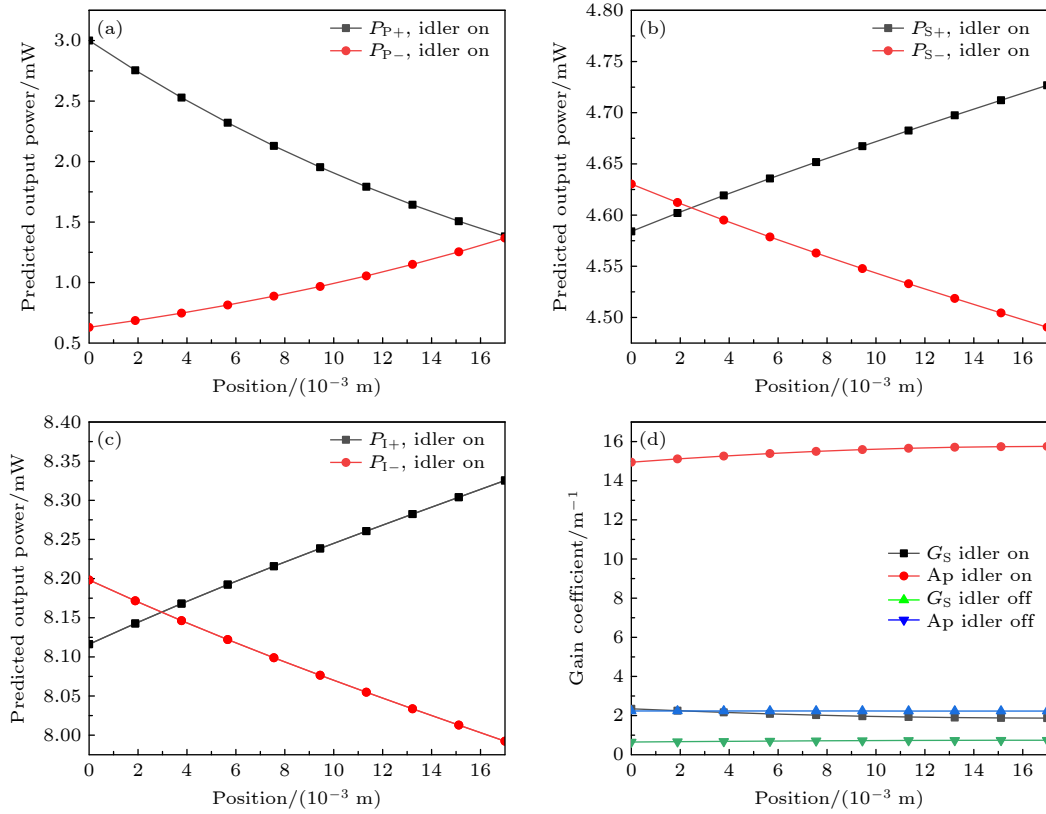 (a)
P_P+, idler on
P_P−, idler on
Predicted output power/mW
3.0
2.5
2.0
1.5
1.0
0.5
0 2 4 6 8 10 12 14 16
Position/(10⁻³ m)
(b)
P_S+, idler on
P_S−, idler on
Predicted output power/mW
4.80
4.75
4.70
4.65
4.60
4.55
4.50
0 2 4 6 8 10 12 14 16
Position/(10⁻³ m)
(c)
P_I+, idler on
P_I−, idler on
Predicted output power/mW
8.40
8.35
8.30
8.25
8.20
8.15
8.10
8.05
8.00
0 2 4 6 8 10 12 14 16
Position/(10⁻³ m)
(d)
G_S idler on
Ap idler on
G_S idler off
Ap idler off
Gain coefficient/m⁻¹
16
14
12
10
8
6
4
2
0
0 2 4 6 8 10 12 14 16
Position/(10⁻³ m)